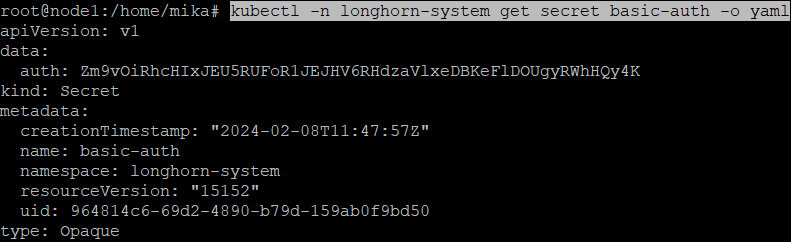 root@node1:/home/mika# kubectl -n longhorn-system get secret basic-auth -o yaml
apiVersion: v1
data:
  auth: Zm9vOiRhcHIxJEU5RUFoR1JEJHV6RHdzaVlxeDBKeFlDOUgyRWhHQy4K
kind: Secret
metadata:
  creationTimestamp: "2024-02-08T11:47:57Z"
  name: basic-auth
  namespace: longhorn-system
  resourceVersion: "15152"
  uid: 964814c6-69d2-4890-b79d-159ab0f9bd50
type: Opaque